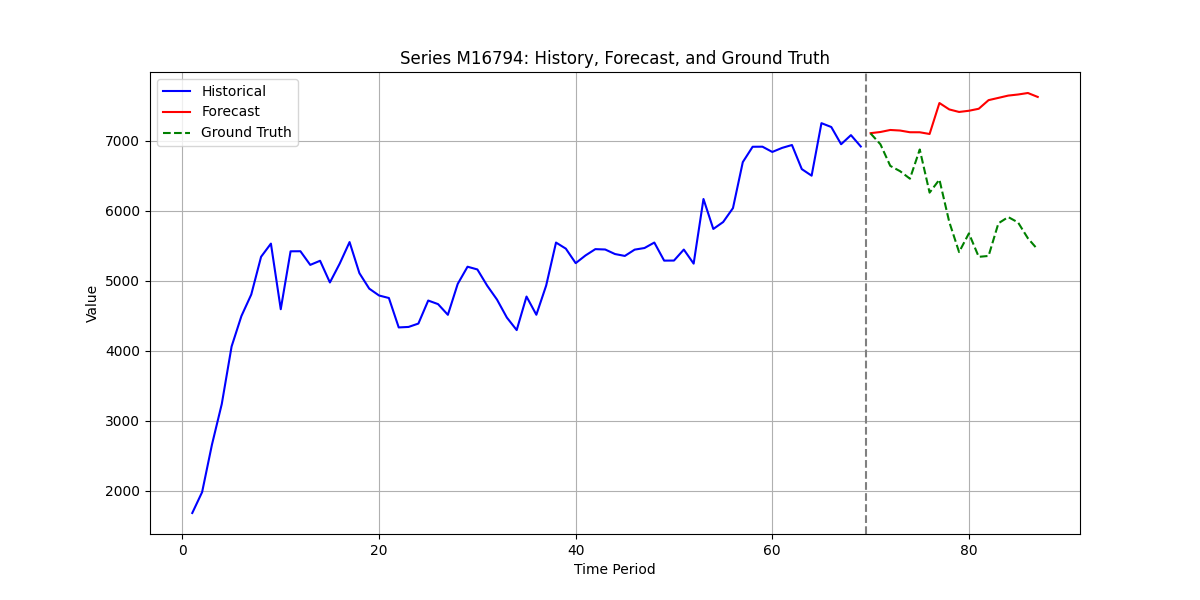 Series M16794: History, Forecast, and Ground Truth
Historical
Forecast
Ground Truth
7000
6000
5000
4000
3000
2000
Value
0 20 40 60 80
Time Period